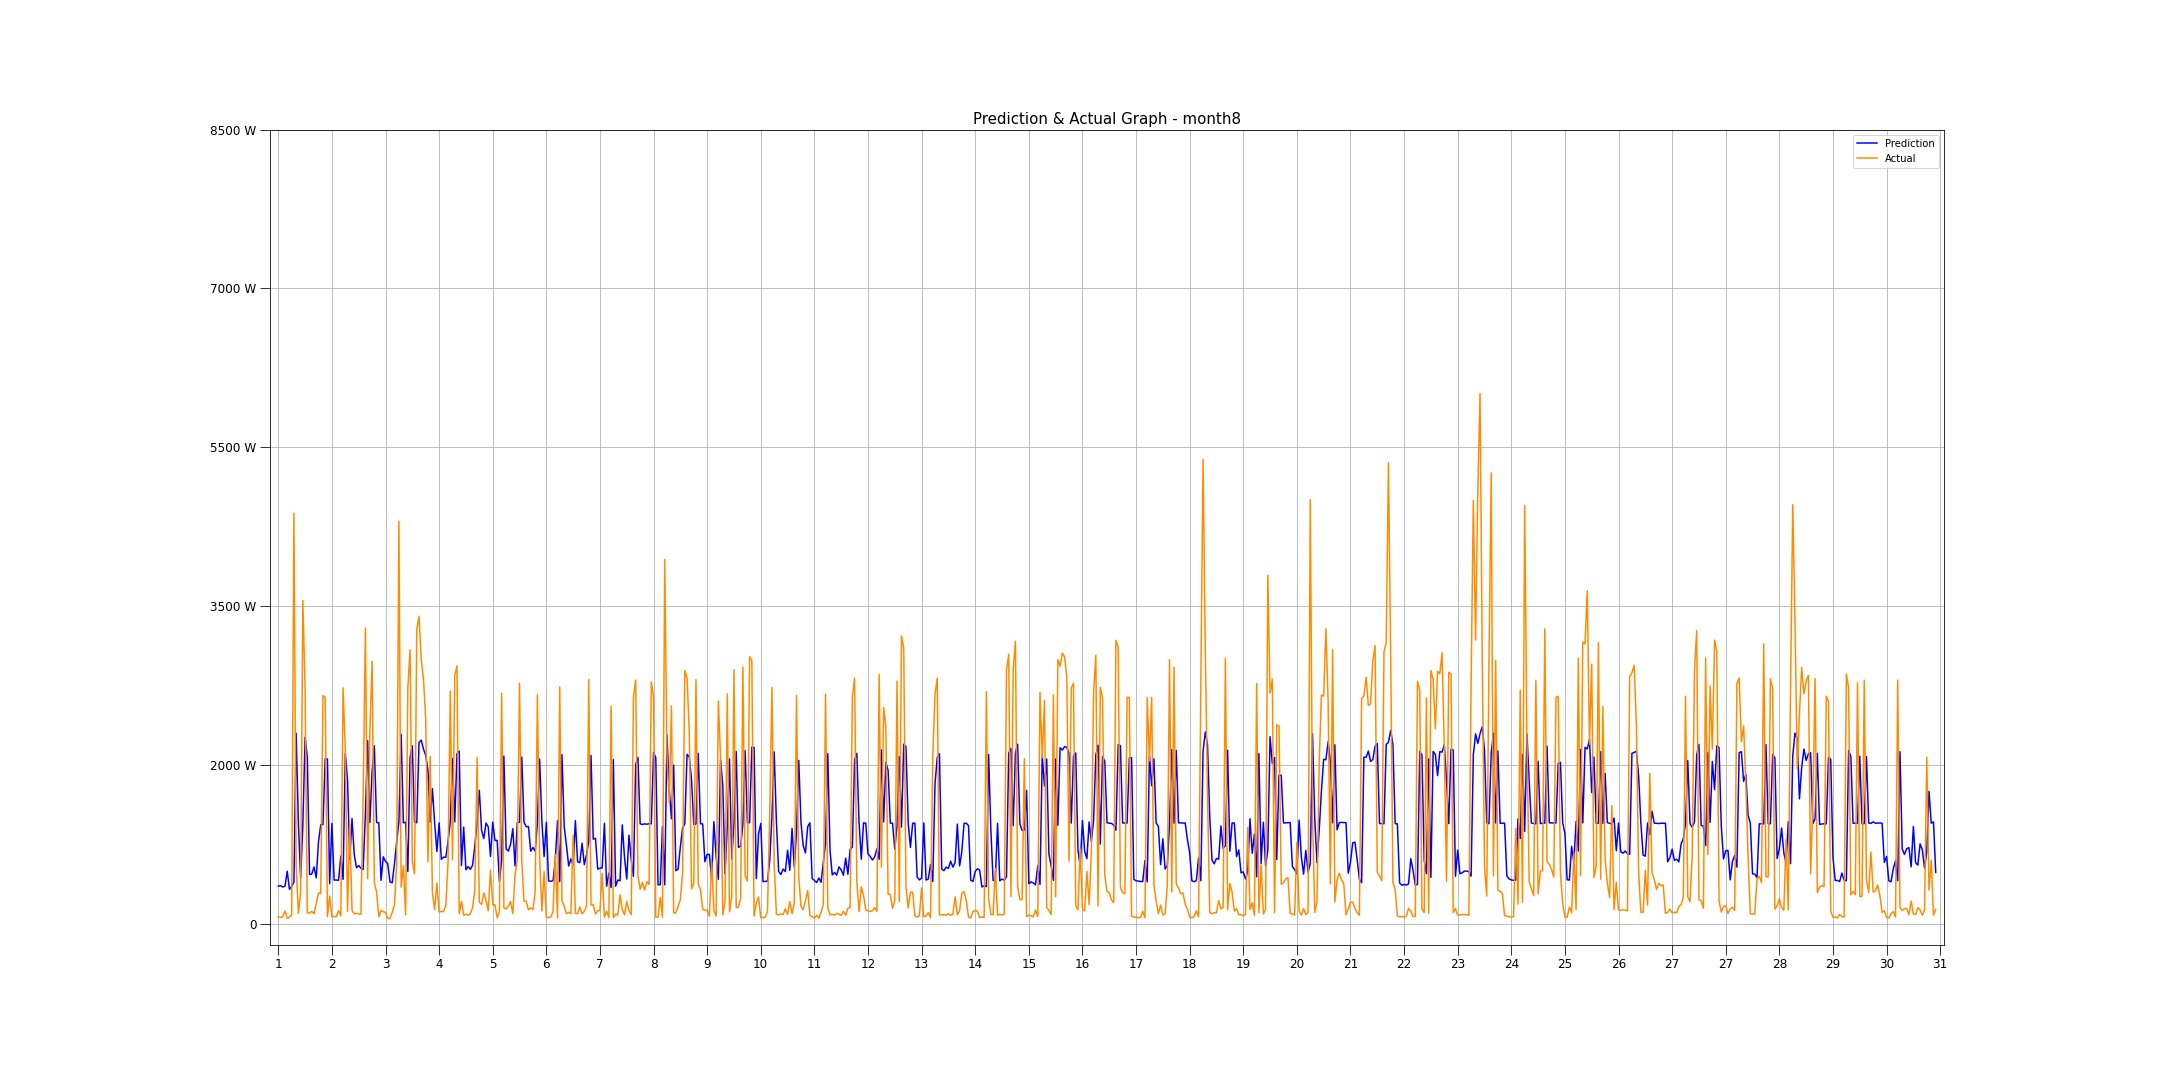 Prediction & Actual Graph - month8
8500 W
7000 W
5500 W
3500 W
2000 W
0
Prediction
Actual
1 2 3 4 5 6 7 8 9 10 11 12 13 14 15 16 17 18 19 20 21 22 23 24 25 26 27 27 28 29 30 31